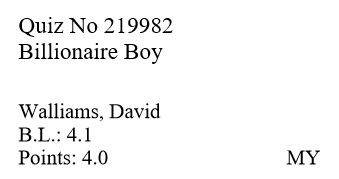 Quiz No 219982
Billionaire Boy
Walliams, David
B.L.: 4.1
Points: 4.0 MY